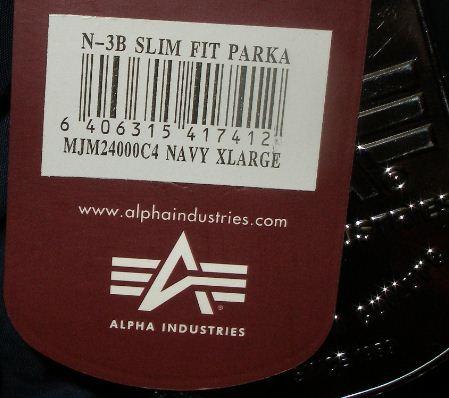 N-3B SLIM FIT PARKA
6 406315 417412
MJM24000C4 NAVY XLARGE
www.alphaindustries.com
ALPHA INDUSTRIES